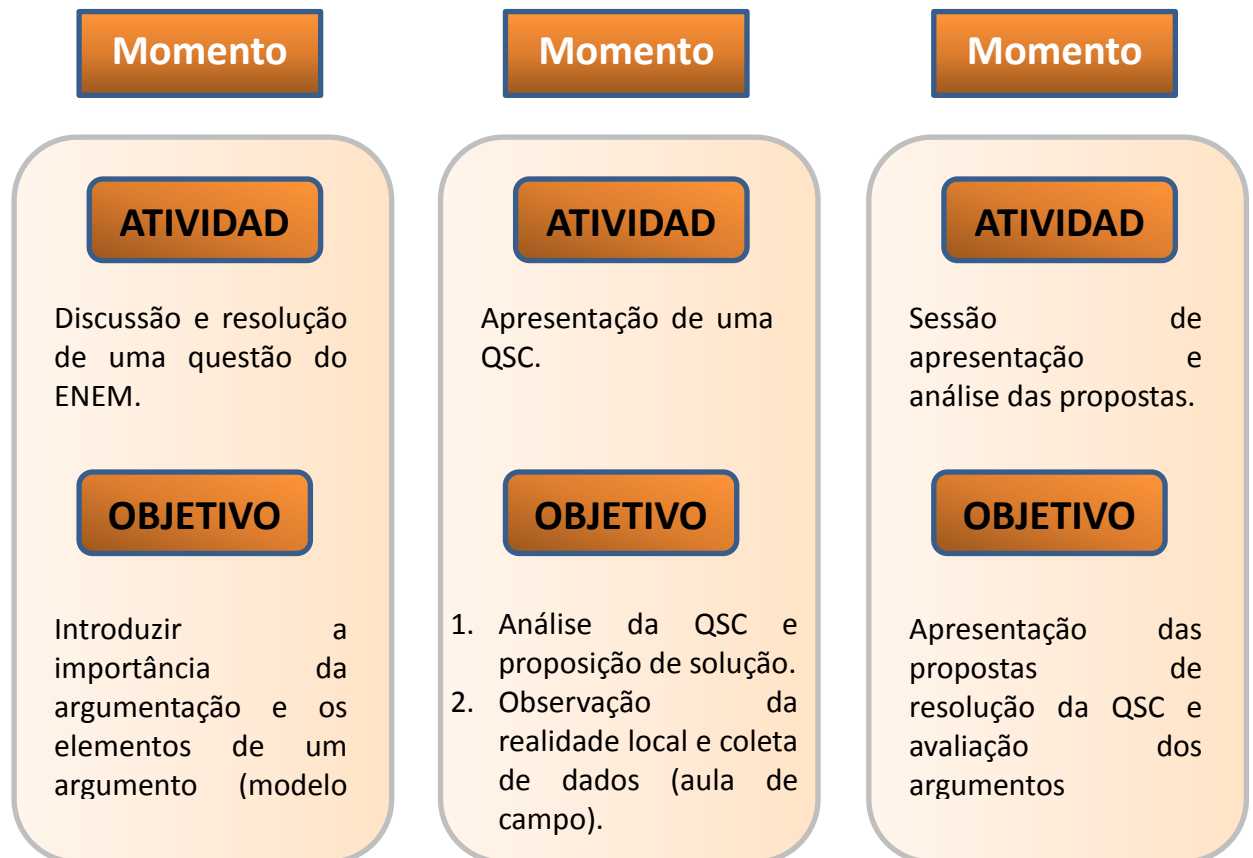 Momento
ATIVIDAD
Discussão e resolução
de uma questão do
ENEM.
OBJETIVO
Introduzir a
importância da
argumentação e os
elementos de um
argumento (modelo
Momento
ATIVIDAD
Apresentação de uma
QSC.
OBJETIVO
1. Análise da QSC e
proposição de solução.
2. Observação da
realidade local e coleta
de dados (aula de
campo).
Momento
ATIVIDAD
Sessão de
apresentação e
análise das propostas.
OBJETIVO
Apresentação das
propostas de
resolução da QSC e
avaliação dos
argumentos